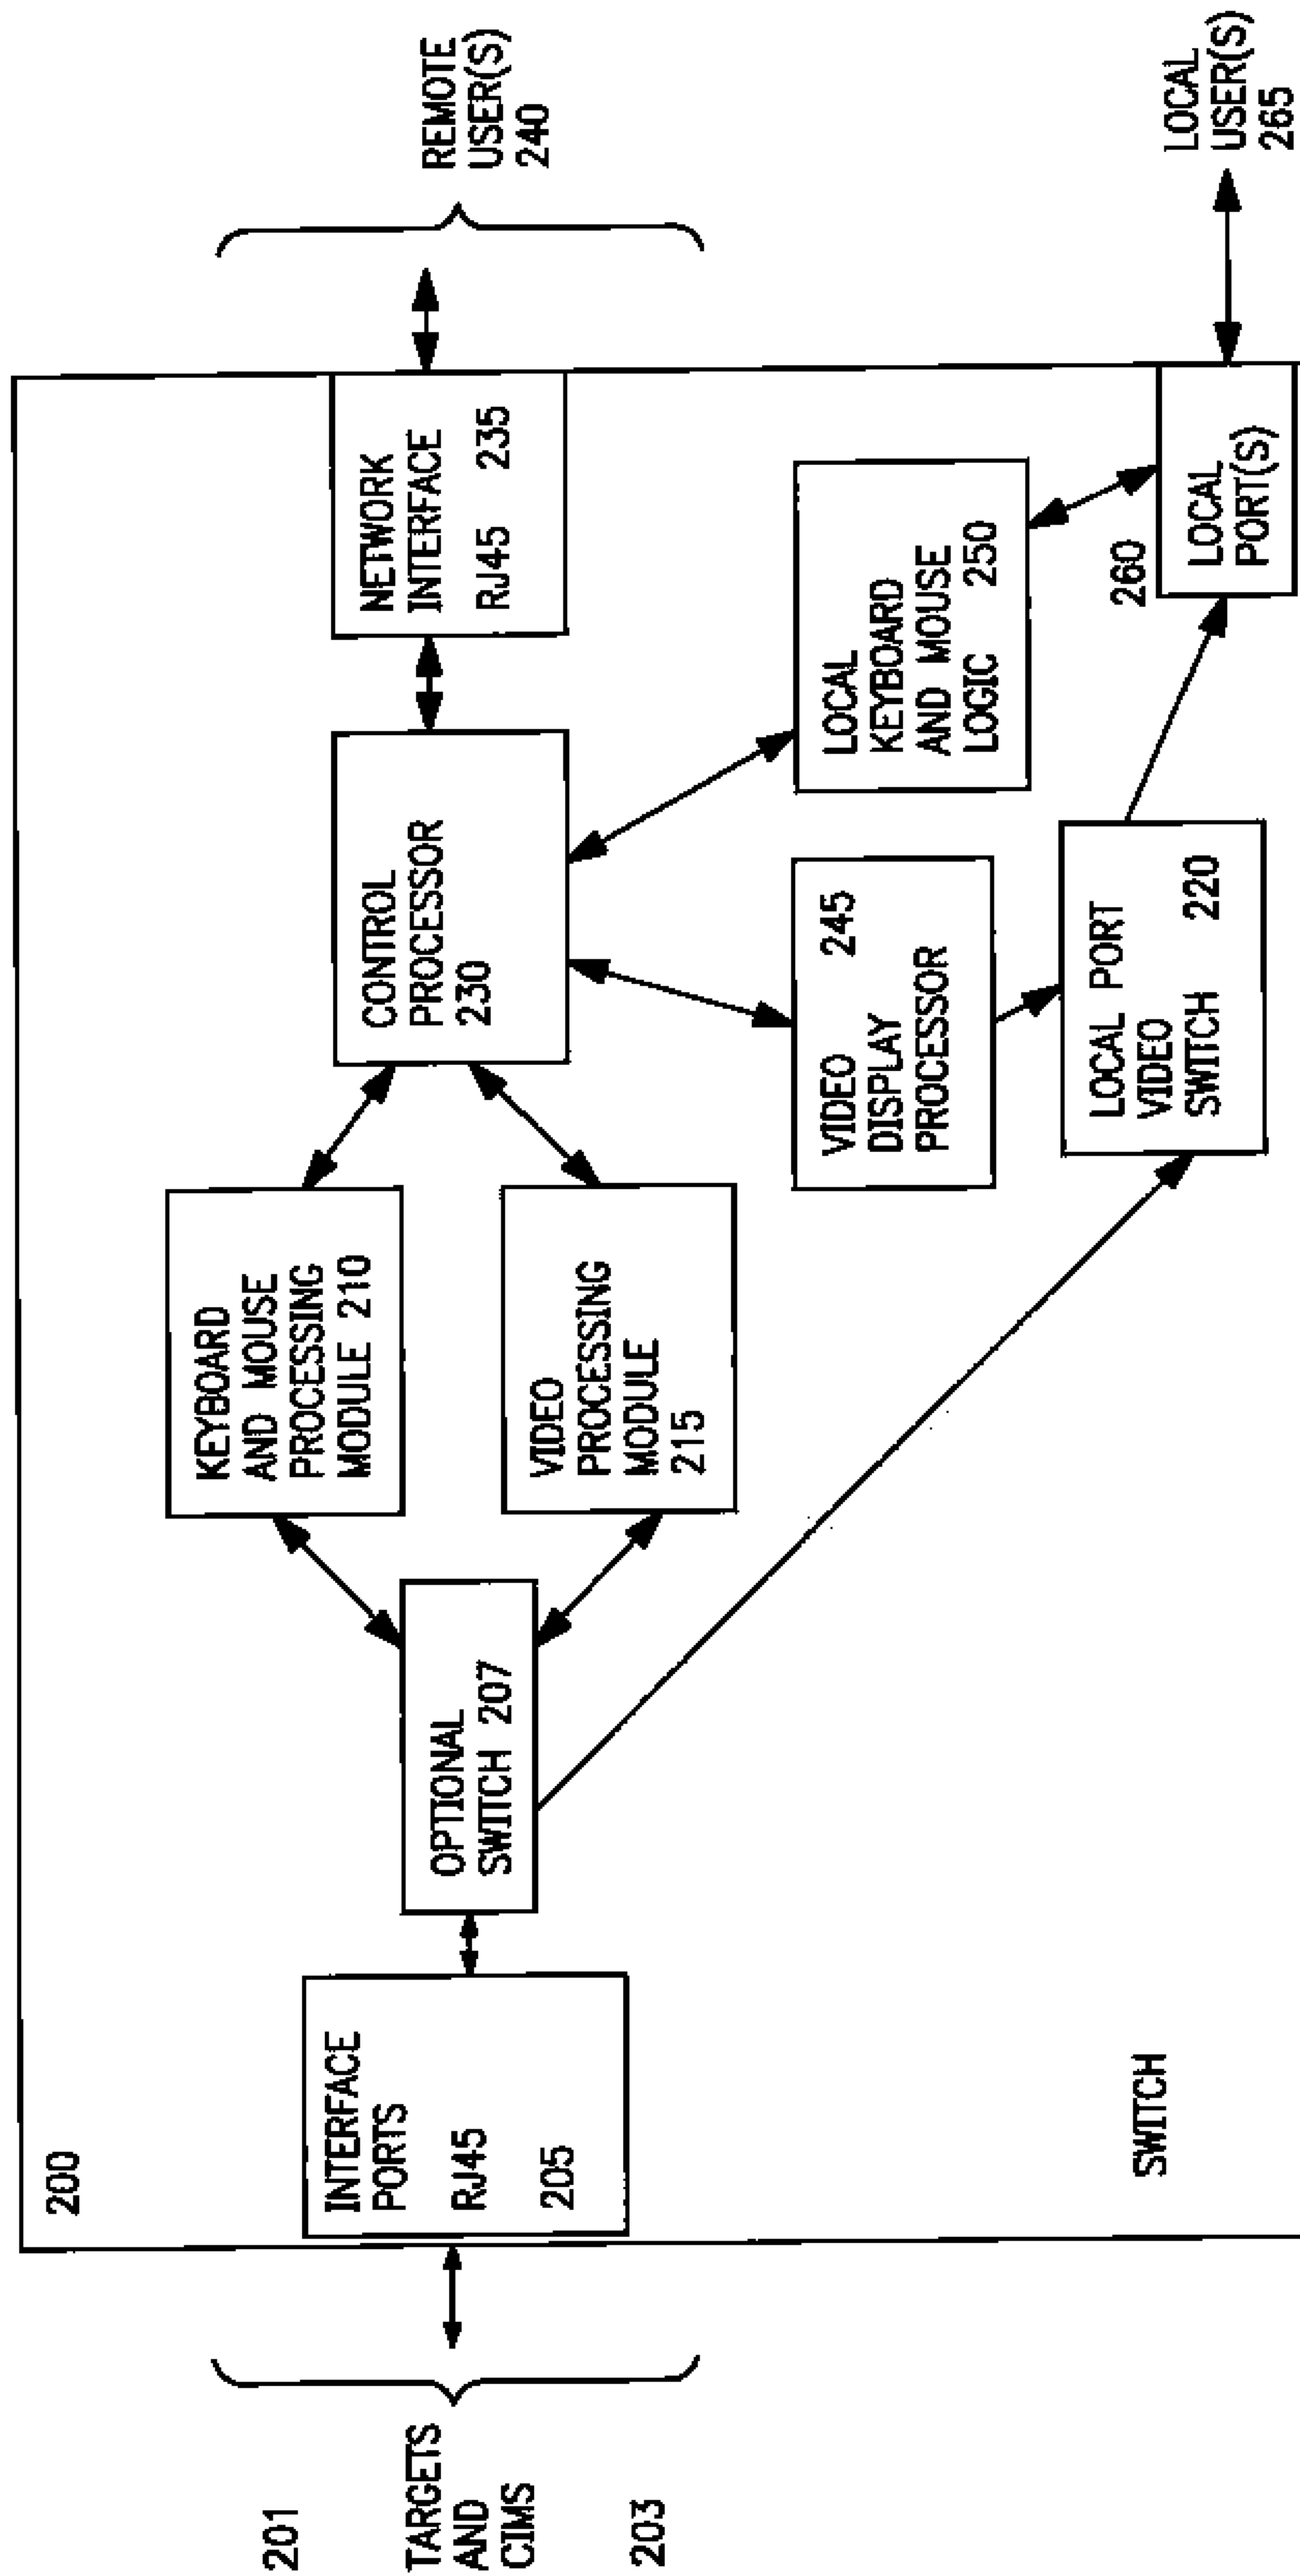 200
201
TARGETS
AND
CIMS
203
INTERFACE
PORTS
RJ45
205
OPTIONAL
SWITCH 207
KEYBOARD
AND MOUSE
PROCESSING
MODULE 210
VIDEO
PROCESSING
MODULE
215
CONTROL
PROCESSOR
230
NETWORK
INTERFACE
RJ45 235
REMOTE
USER(S)
240
VIDEO 245
DISPLAY
PROCESSOR
LOCAL
KEYBOARD
AND MOUSE
LOGIC 250
LOCAL PORT
VIDEO
SWITCH 220
260
LOCAL
PORT(S)
LOCAL
USER(S)
265
SWITCH